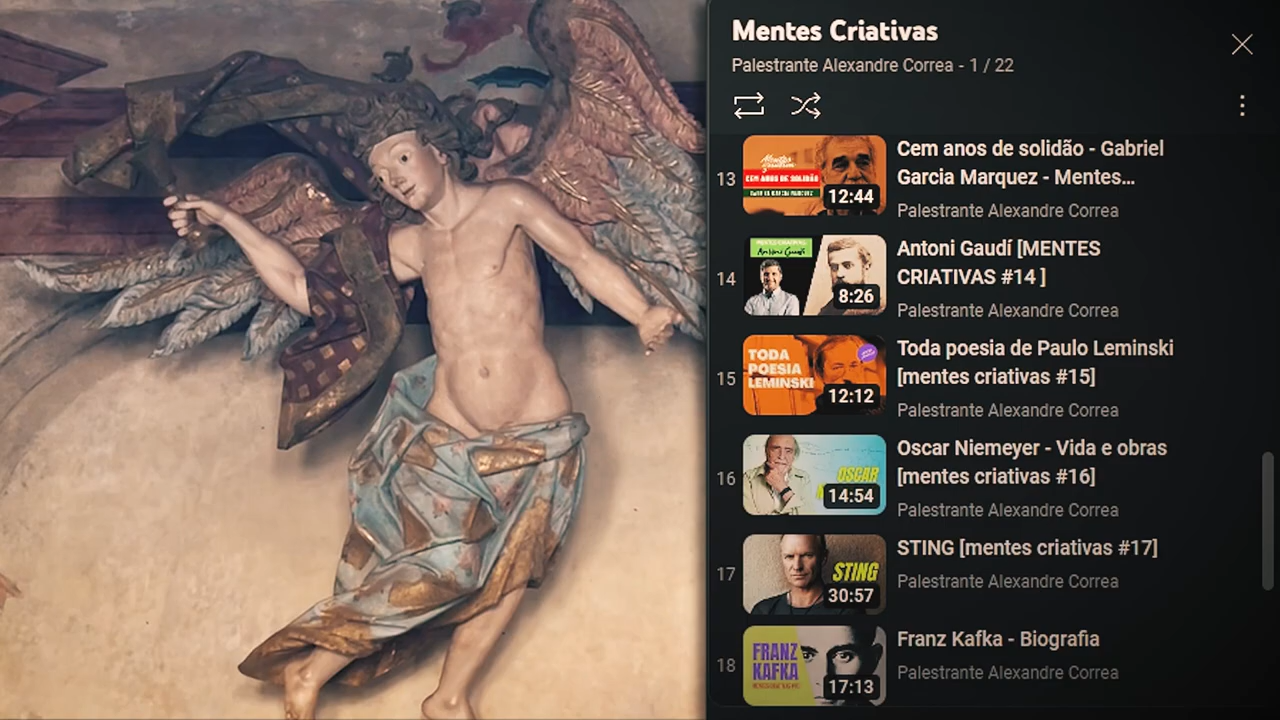 Mentes Criativas
Palestrante Alexandre Correa - 1 / 22
13
CEM ANOS DE SOLIDÃO
12:44
Cem anos de solidão - Gabriel
Garcia Marquez - Mentes...
Palestrante Alexandre Correa
14
MENTES CRIATIVAS
Antoni Gaudí
8:26
Antoni Gaudí [MENTES
CRIATIVAS #14 ]
Palestrante Alexandre Correa
15
TODA
POESIA
LEMINSKI
12:12
Toda poesia de Paulo Leminski
[mentes criativas #15]
Palestrante Alexandre Correa
16
OSCAR
14:54
Oscar Niemeyer - Vida e obras
[mentes criativas #16]
Palestrante Alexandre Correa
17
STING
30:57
STING [mentes criativas #17]
Palestrante Alexandre Correa
18
FRANZ
KAFKA
17:13
Franz Kafka - Biografia
Palestrante Alexandre Correa